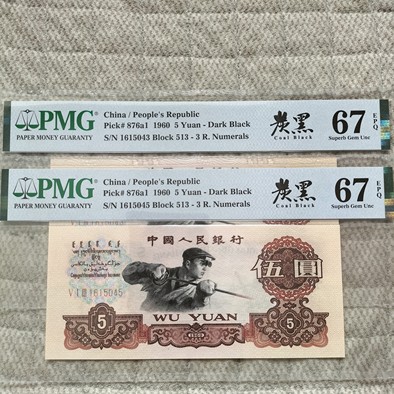 PMG
PAPER MONEY GUARANTY
China / People's Republic
Pick# 876a1 1960 5 Yuan - Dark Black
S/N 1615043 Block 513 - 3 R. Numerals
炭黑
Coal Black
67
EPQ
Superb Gem Unc
PMG
PAPER MONEY GUARANTY
China / People's Republic
Pick# 876a1 1960 5 Yuan - Dark Black
S/N 1615045 Block 513 - 3 R. Numerals
炭黑
Coal Black
67
EPQ
Superb Gem Unc
中國人民銀行
伍圓
1615045
5
WU YUAN
1960
5